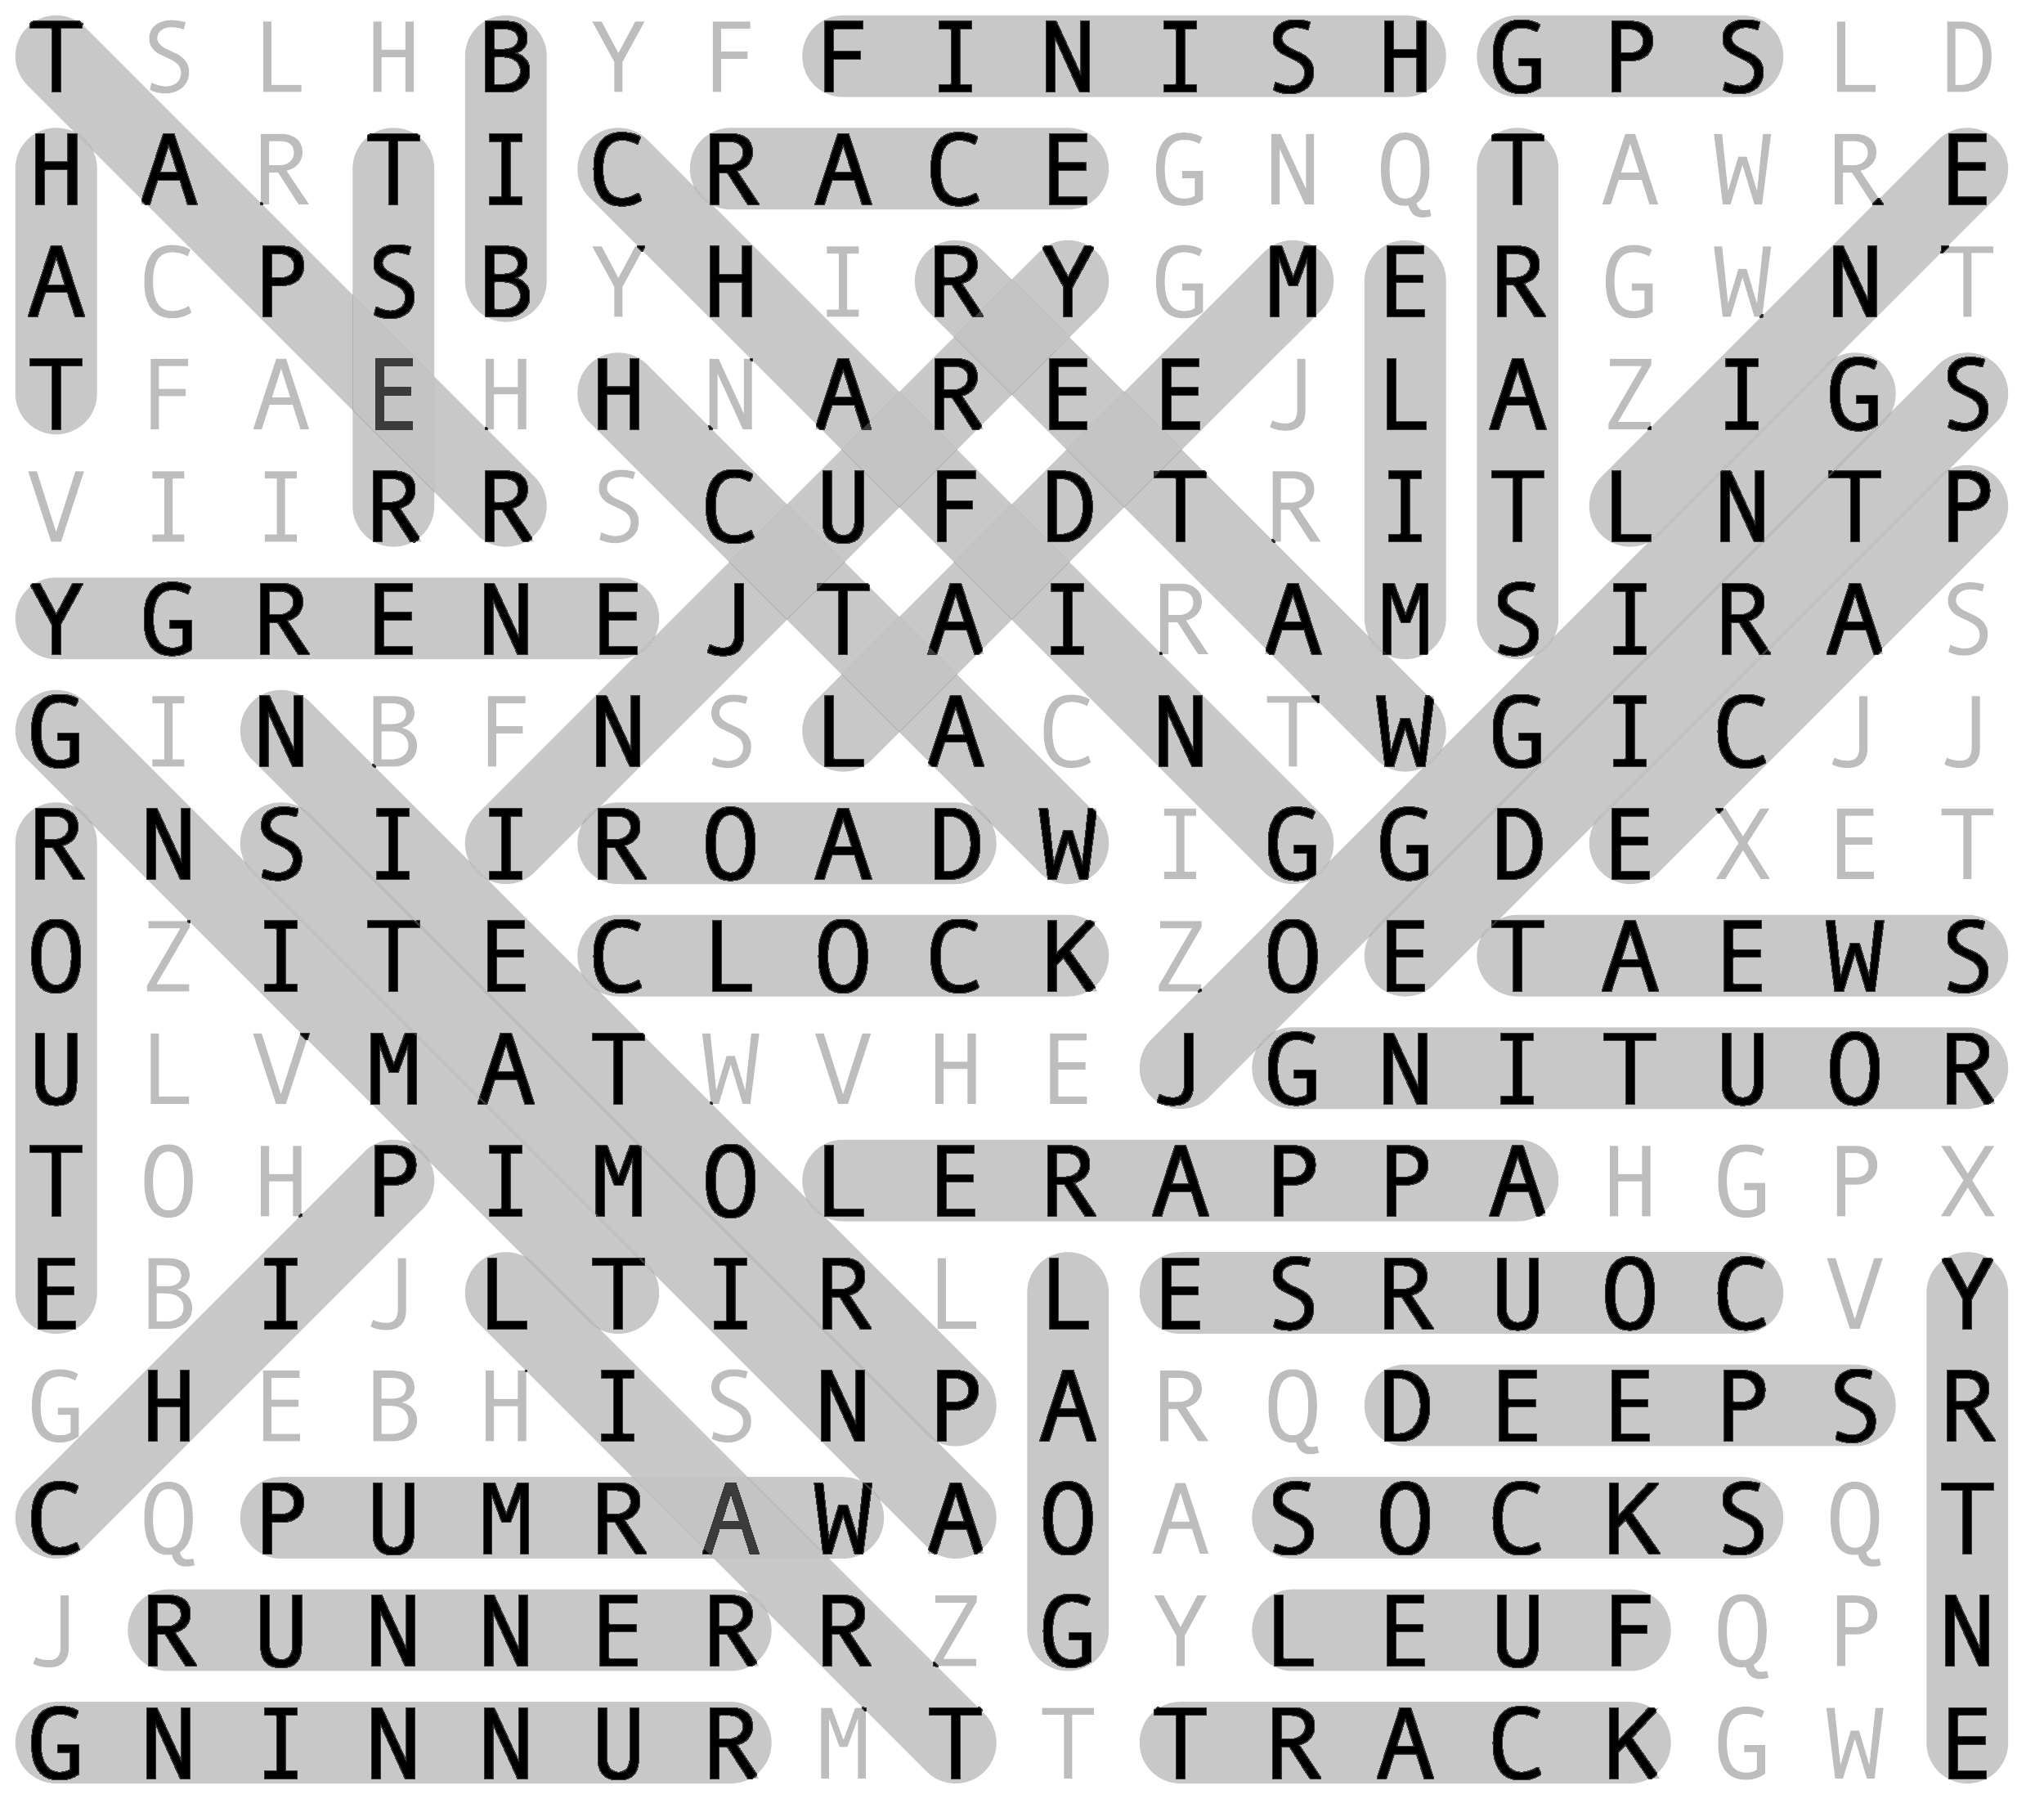 T S L H B Y F F I N I S H G P S L D
H A R T I C R A C E G N Q T A W R E
A C P S B Y H I R Y G M E R G W N T
T F A E H H N A R E E J L A Z I G S
V I I R R S C U F D T R I T L N T P
Y G R E N E J T A I R A M S I R A S
G I N B F N S L A C N T W G I C J J
R N S I I R O A D W I G G D E X E T
O Z I T E C L O C K Z O E T A E W S
U L V M A T W V H E J G N I T U O R
T O H P I M O L E R A P P A H G P X
E B I J L T I R L L E S R U O C V Y
G H E B H I S N P A R Q D E E P S R
C Q P U M R A W A O A S O C K S Q T
J R U N N E R R Z G Y L E U F Q P N
G N I N N U R M T T T R A C K G W E